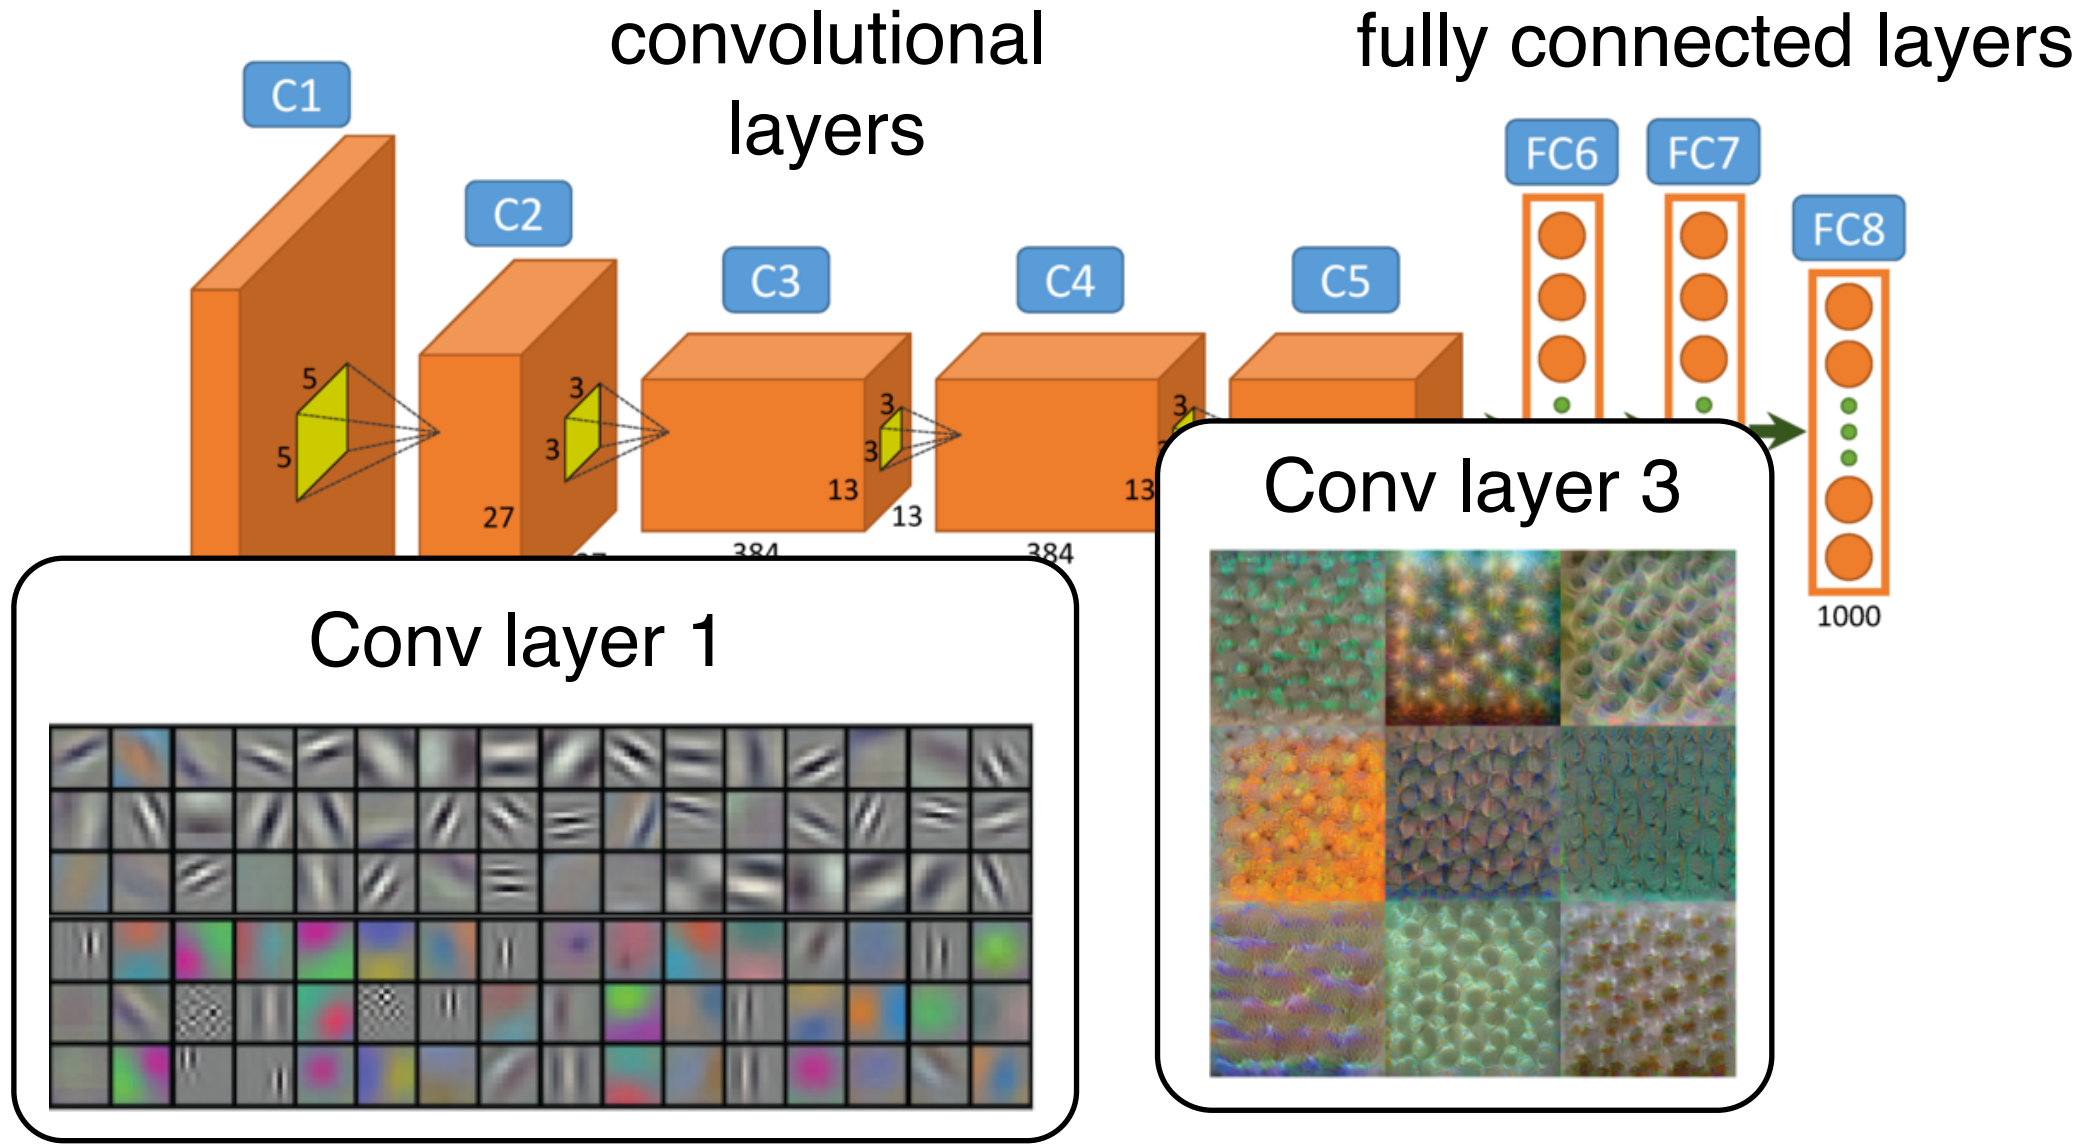 convolutional
layers
fully connected layers
C1
C2
C3
C4
C5
FC6
FC7
FC8
5
5
3
3
3
3
3
27
13
13
13
384
384
1000
Conv layer 1
Conv layer 3